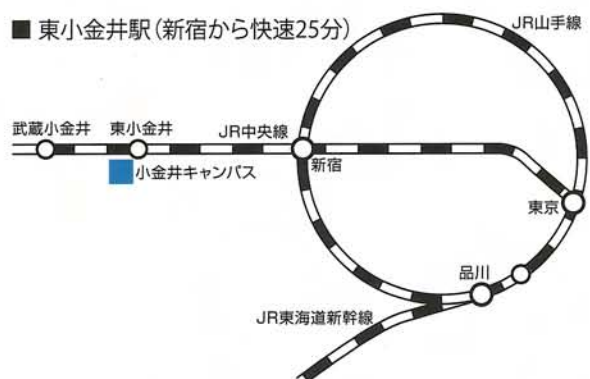 ■ 東小金井駅(新宿から快速25分)
JR山手線
武蔵小金井
東小金井
JR中央線
小金井キャンパス
新宿
東京
品川
JR東海道新幹線